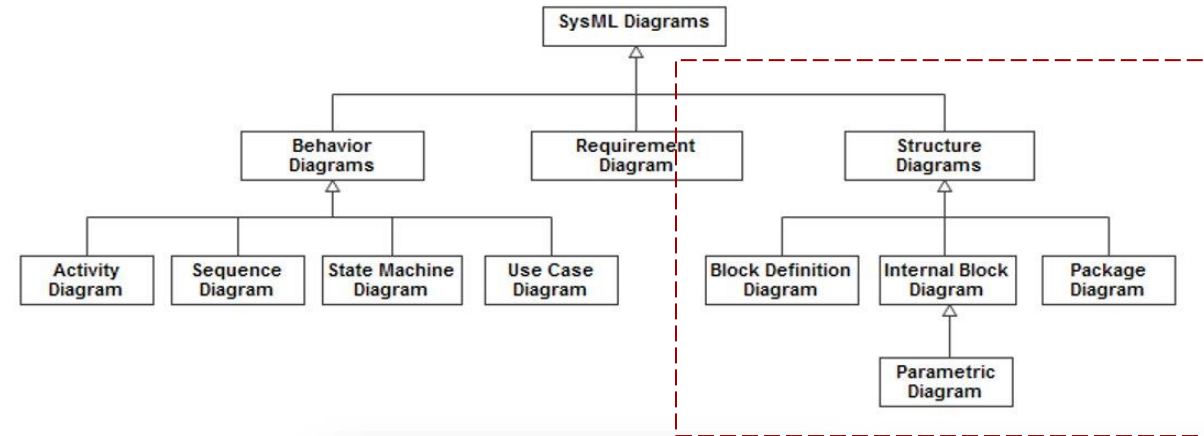 SysML Diagrams
Behavior
Diagrams
Requirement
Diagram
Structure
Diagrams
Activity
Diagram
Sequence
Diagram
State Machine
Diagram
Use Case
Diagram
Block Definition
Diagram
Internal Block
Diagram
Package
Diagram
Parametric
Diagram